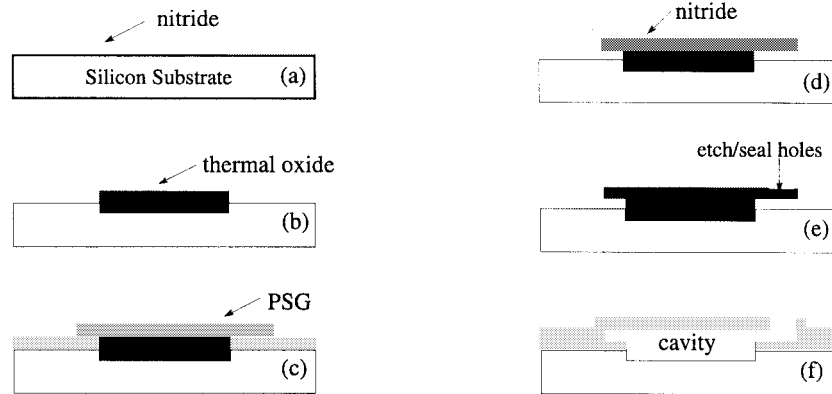 nitride
Silicon Substrate
(a)
thermal oxide
(b)
PSG
(c)
nitride
(d)
etch/seal holes
(e)
cavity
(f)